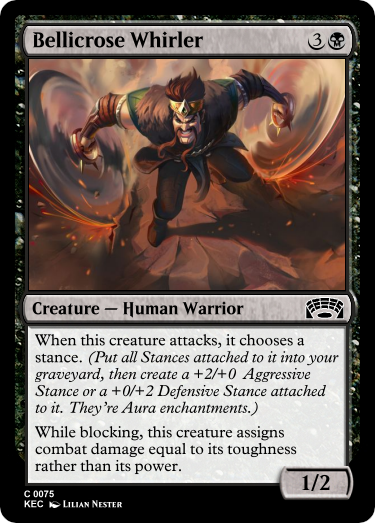 Bellicrose Whirler 3
Creature — Human Warrior
When this creature attacks, it chooses a
stance. (Put all Stances attached to it into your
graveyard, then create a +2/+0 Aggressive
Stance or a +0/+2 Defensive Stance attached
to it. They're Aura enchantments.)
While blocking, this creature assigns
combat damage equal to its toughness
rather than its power.
1/2
C 0075
KEC Lilian Nester